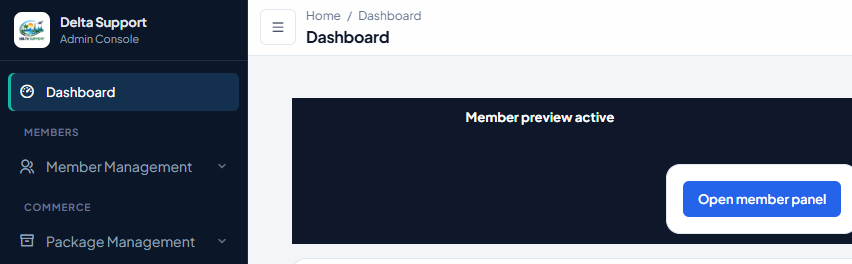 Delta Support
Admin Console
Dashboard
MEMBERS
Member Management
COMMERCE
Package Management
Home / Dashboard
Dashboard
Member preview active
Open member panel